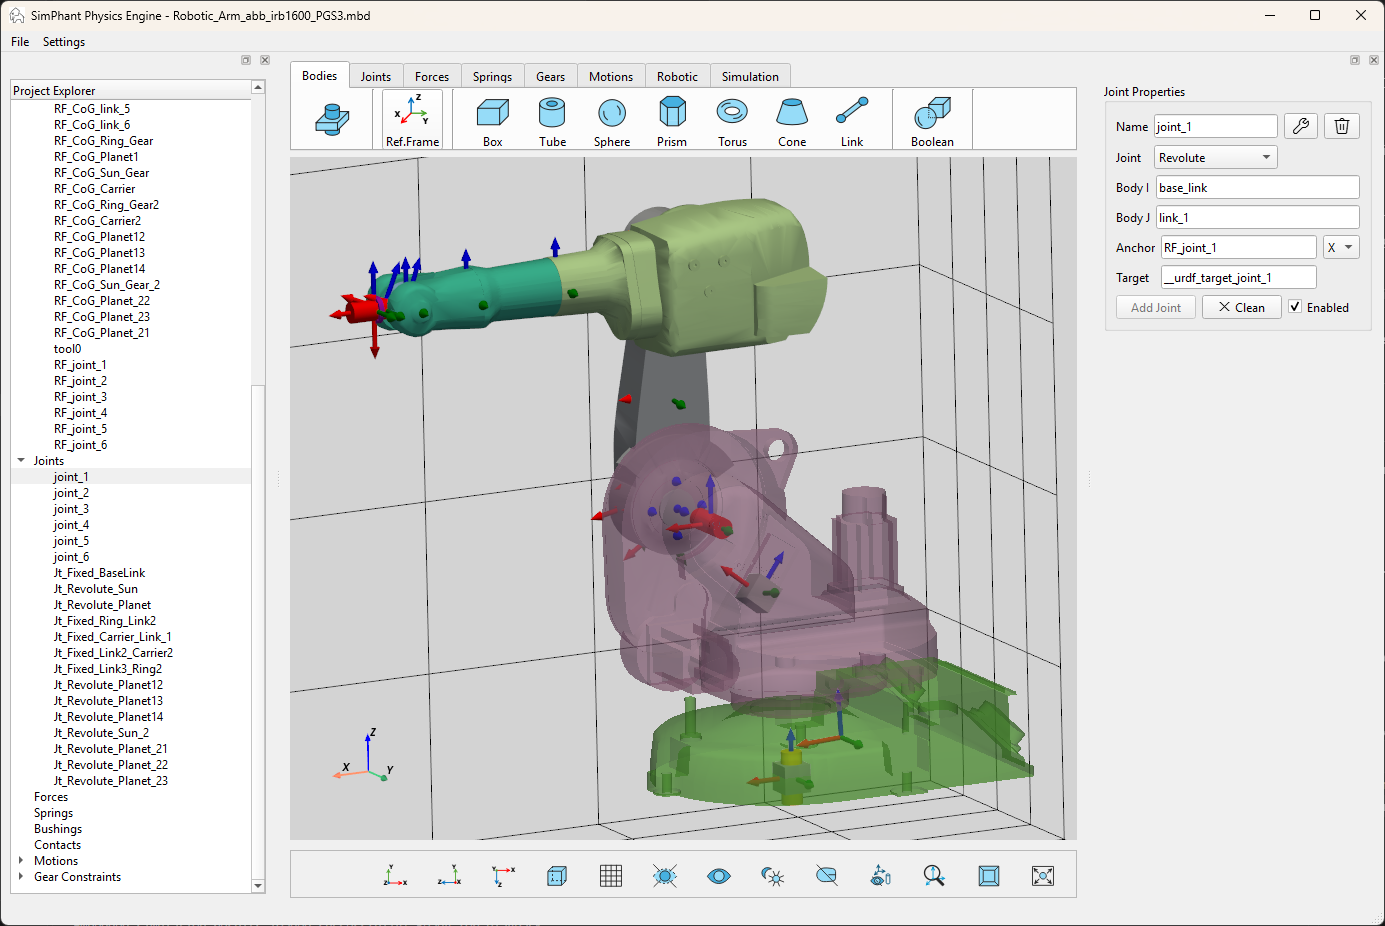 SimPhant Physics Engine - Robotic_Arm_abb_irb1600_PGS3.mbd
File Settings
Project Explorer
RF_CoG_link_5
RF_CoG_link_6
RF_CoG_Ring_Gear
RF_CoG_Planet1
RF_CoG_Sun_Gear
RF_CoG_Carrier
RF_CoG_Ring_Gear2
RF_CoG_Carrier2
RF_CoG_Planet12
RF_CoG_Planet13
RF_CoG_Planet14
RF_CoG_Sun_Gear_2
RF_CoG_Planet_22
RF_CoG_Planet_23
RF_CoG_Planet_21
tool0
RF_joint_1
RF_joint_2
RF_joint_3
RF_joint_4
RF_joint_5
RF_joint_6
Joints
joint_1
joint_2
joint_3
joint_4
joint_5
joint_6
Jt_Fixed_BaseLink
Jt_Revolute_Sun
Jt_Revolute_Planet
Jt_Fixed_Ring_Link2
Jt_Fixed_Carrier_Link_1
Jt_Fixed_Link2_Carrier2
Jt_Fixed_Link3_Ring2
Jt_Revolute_Planet12
Jt_Revolute_Planet13
Jt_Revolute_Planet14
Jt_Revolute_Sun_2
Jt_Revolute_Planet_21
Jt_Revolute_Planet_22
Jt_Revolute_Planet_23
Forces
Springs
Bushings
Contacts
Motions
Gear Constraints
Bodies Joints Forces Springs Gears Motions Robotic Simulation
Z
X
Y
Ref.Frame Box Tube Sphere Prism Torus Cone Link Boolean
Z
X
Y
Y X
Y Z X
Y X Z
Joint Properties
Name joint_1
Joint Revolute
Body I base_link
Body J link_1
Anchor RF_joint_1 X
Target __urdf_target_joint_1
Add Joint Clean Enabled